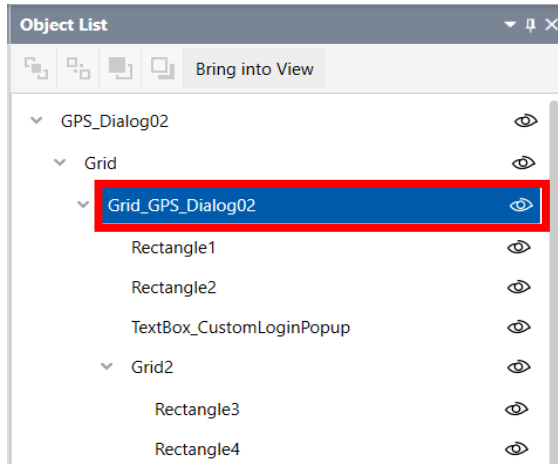 Object List
Bring into View
GPS_Dialog02
Grid
Grid_GPS_Dialog02
Rectangle1
Rectangle2
TextBox_CustomLoginPopup
Grid2
Rectangle3
Rectangle4